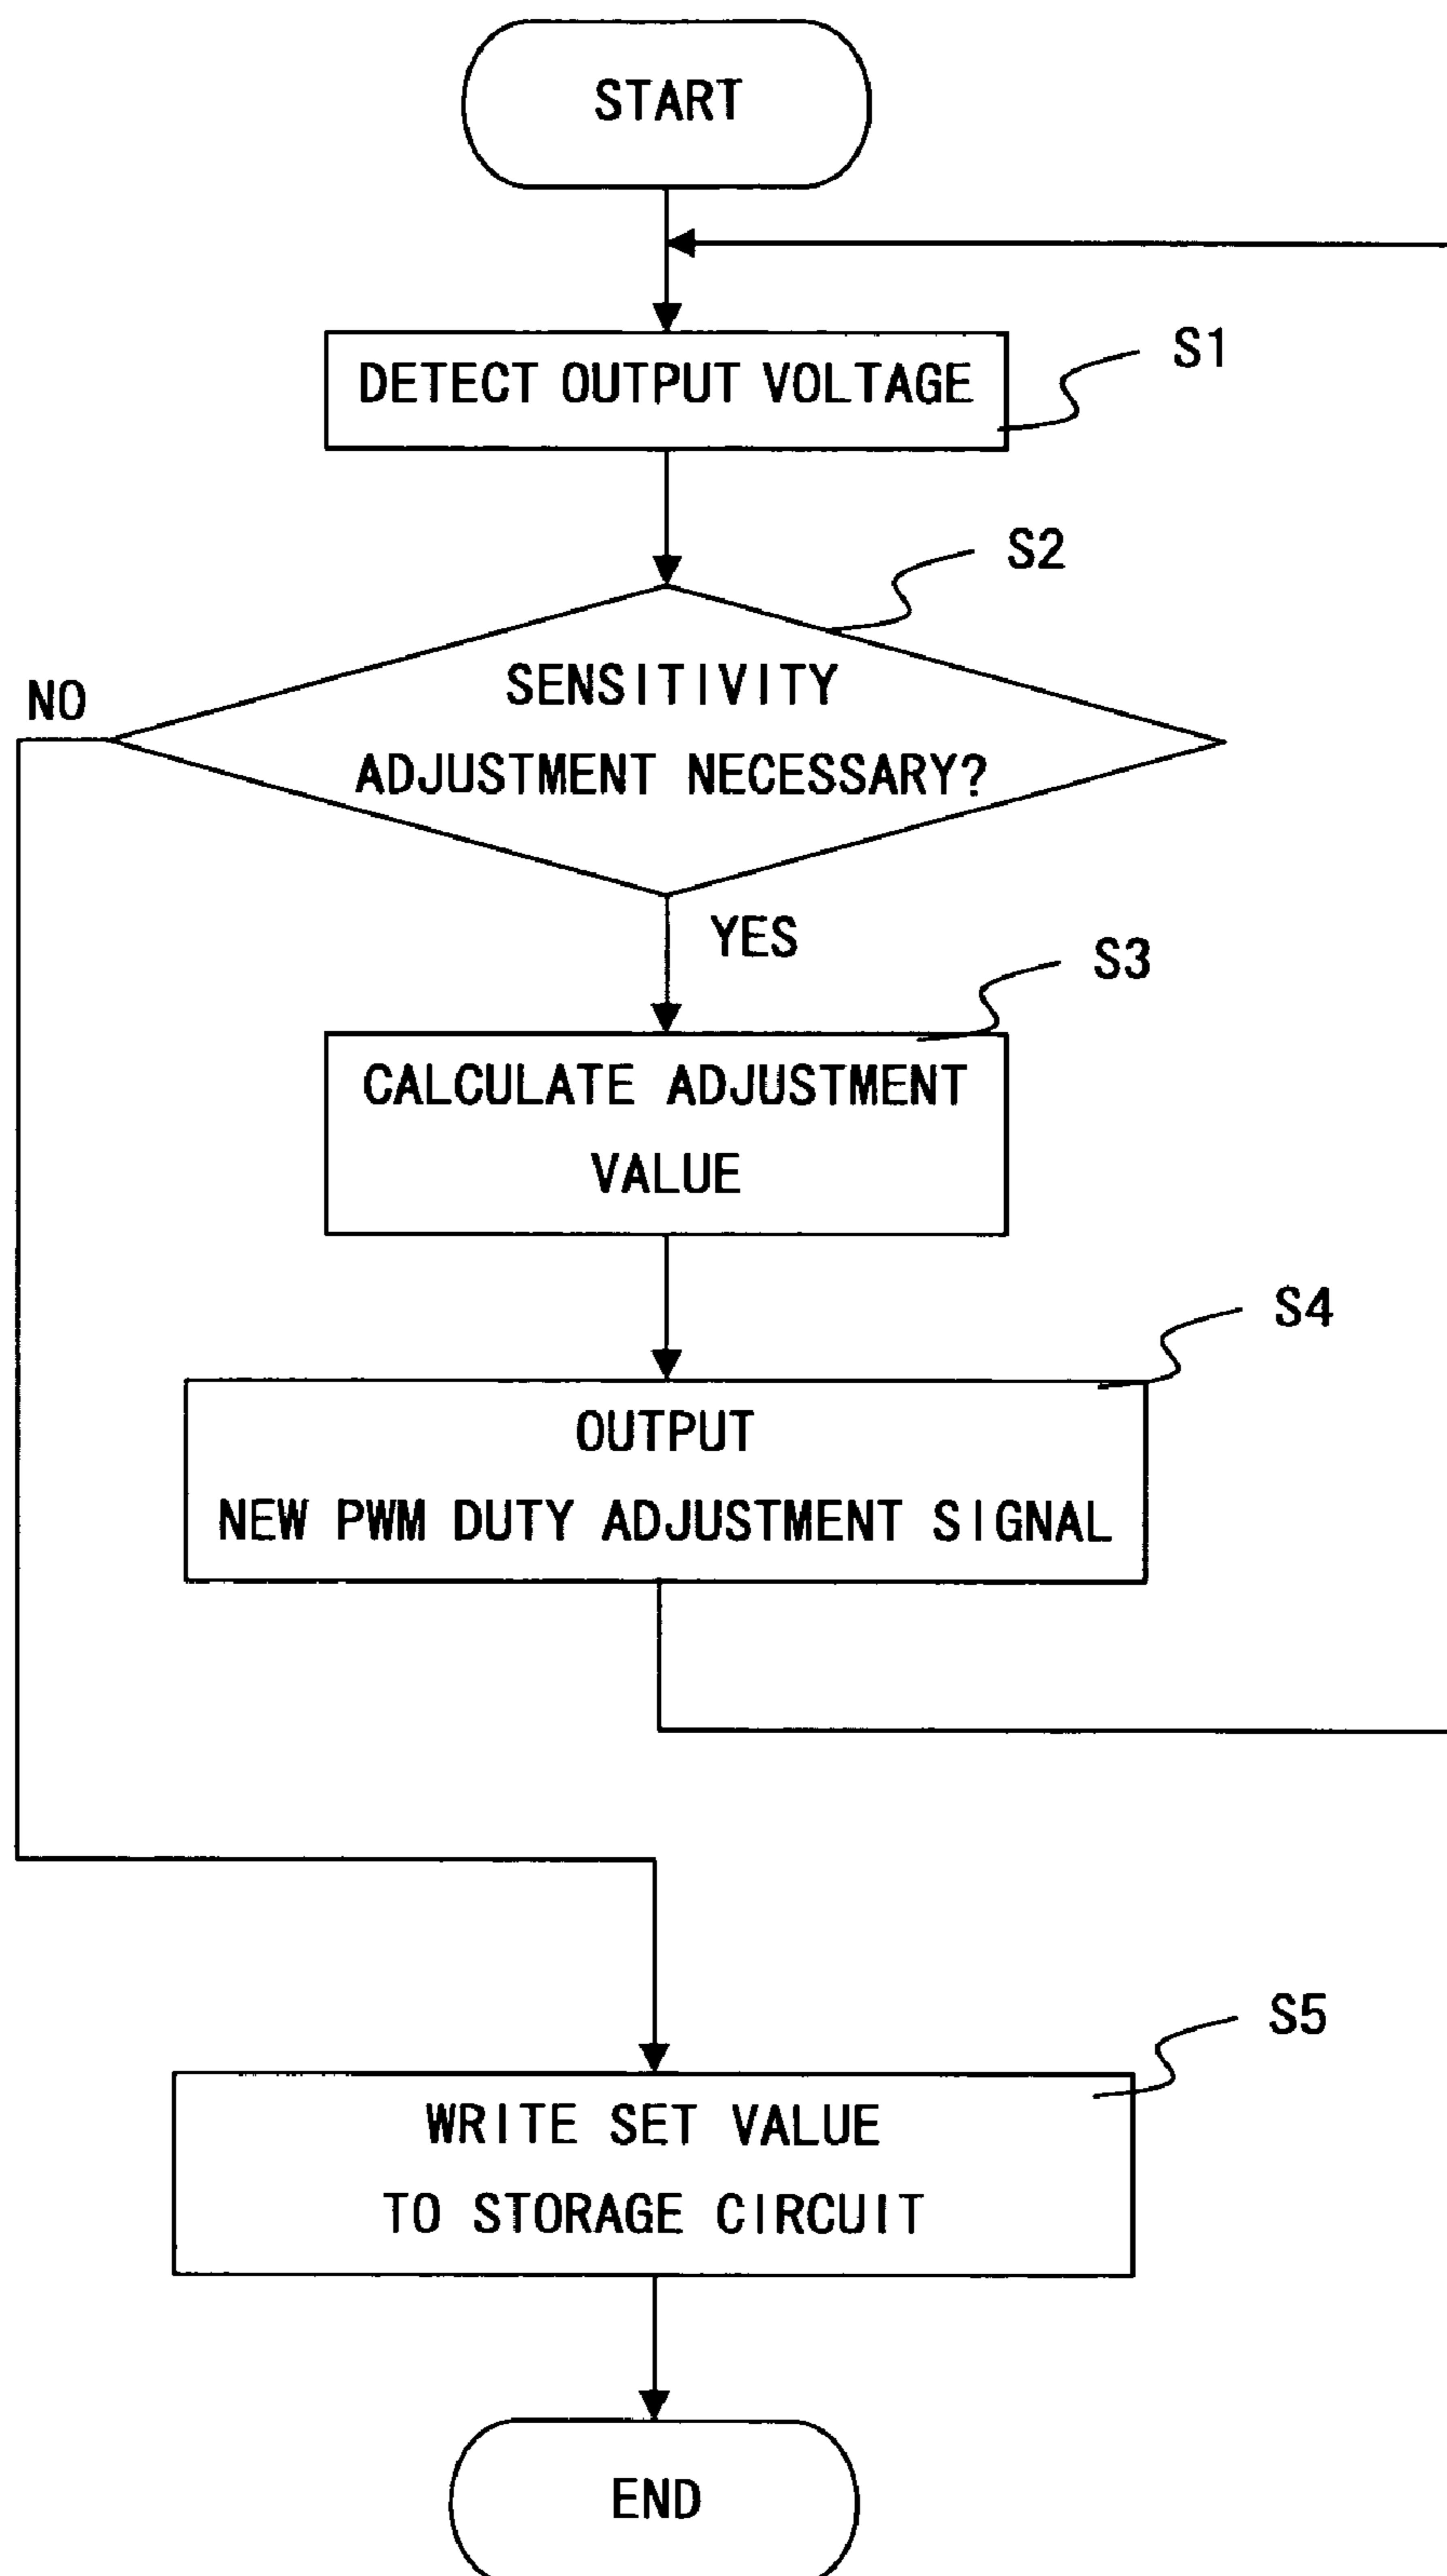 START
DETECT OUTPUT VOLTAGE
S1
S2
SENSITIVITY
ADJUSTMENT NECESSARY?
NO
YES
S3
CALCULATE ADJUSTMENT
VALUE
S4
OUTPUT
NEW PWM DUTY ADJUSTMENT SIGNAL
S5
WRITE SET VALUE
TO STORAGE CIRCUIT
END